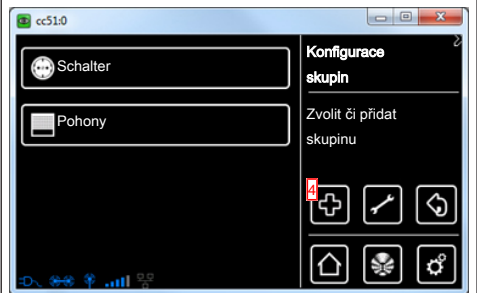 cc51:0
Schalter
Pohony
Konfigurace
skupin
Zvolit či přidat
skupinu
4